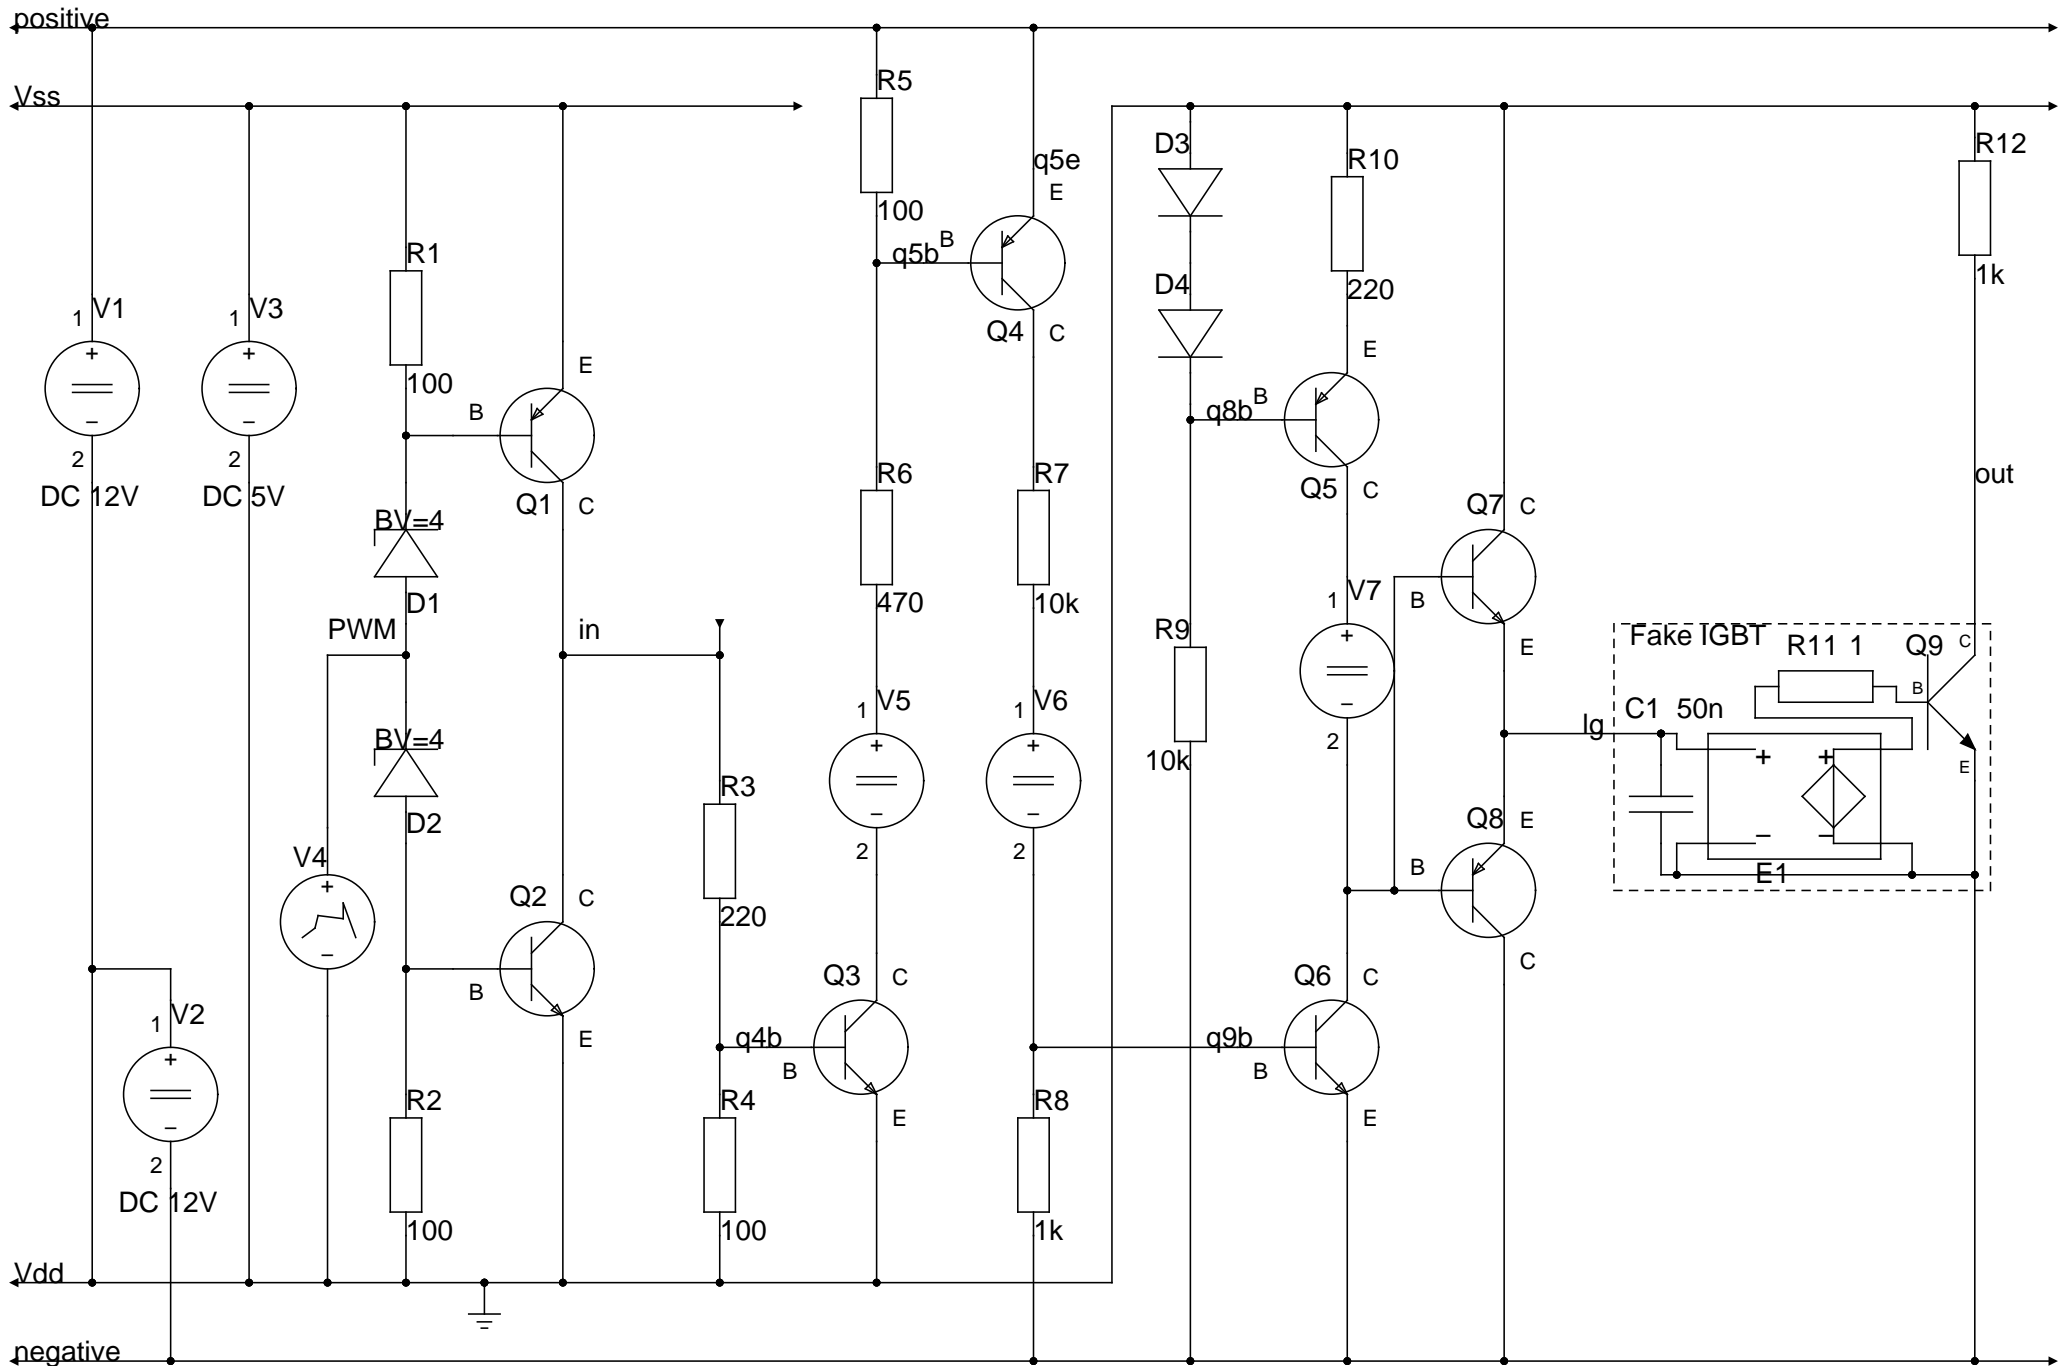 positive
Vss
R5
100
q5e
E
q5b
B
Q4
C
D3
D4
R10
220
R12
1k
R1
100
1
V1
+
−
2
DC 12V
1
V3
+
−
2
DC 5V
B
E
Q1
C
BV=4
D1
PWM
in
BV=4
D2
V4
+
−
Q2
C
B
E
R3
220
R6
470
R7
10k
1
V5
+
−
2
1
V6
+
−
2
q8b
B
E
Q5
C
Q7
C
B
E
1
V7
+
−
2
R9
10k
out
Fake IGBT
R11 1
Q9
C
B
E
Ig
C1 50n
+
+
−
−
E1
Q8
E
B
C
1
V2
+
−
2
DC 12V
R2
100
q4b
B
Q3
C
E
R4
100
R8
1k
q9b
B
Q6
C
E
Vdd
negative